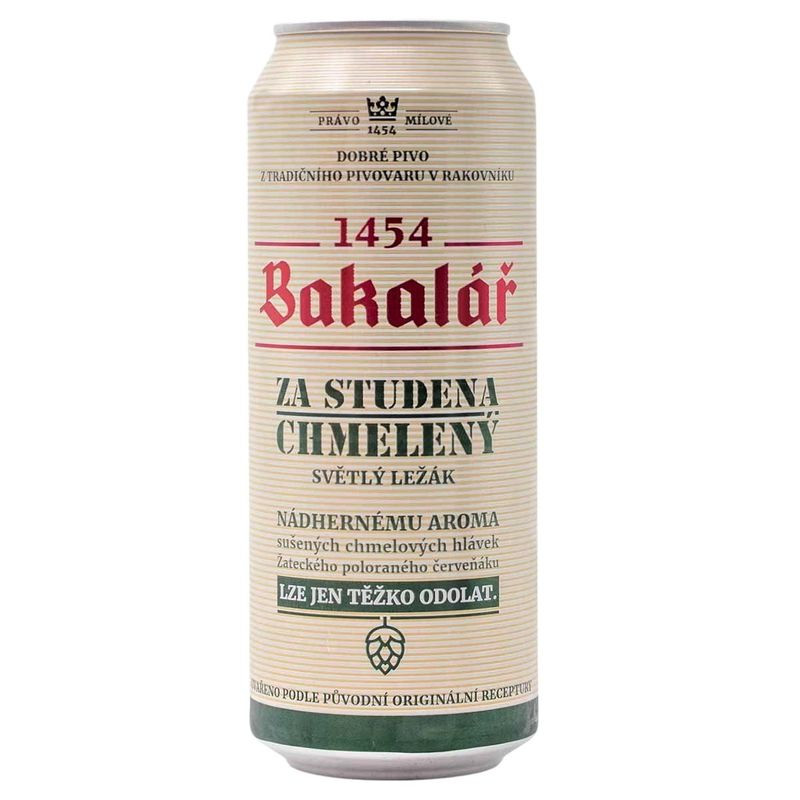 PRÁVO MÍLOVÉ
1454
DOBRÉ PIVO
Z TRADIČNÍHO PIVOVARU V RAKOVNÍKU
1454
Bakalář
ZA STUDENA
CHMELENÝ
SVĚTLÝ LEŽÁK
NÁDHERNÉMU AROMA
sušených chmelových hlávek
Žateckého poloraného červeňáku
LZE JEN TĚŽKO ODOLAT.
PODLE PŮVODNÍ ORIGINÁLNÍ RECEPTURY